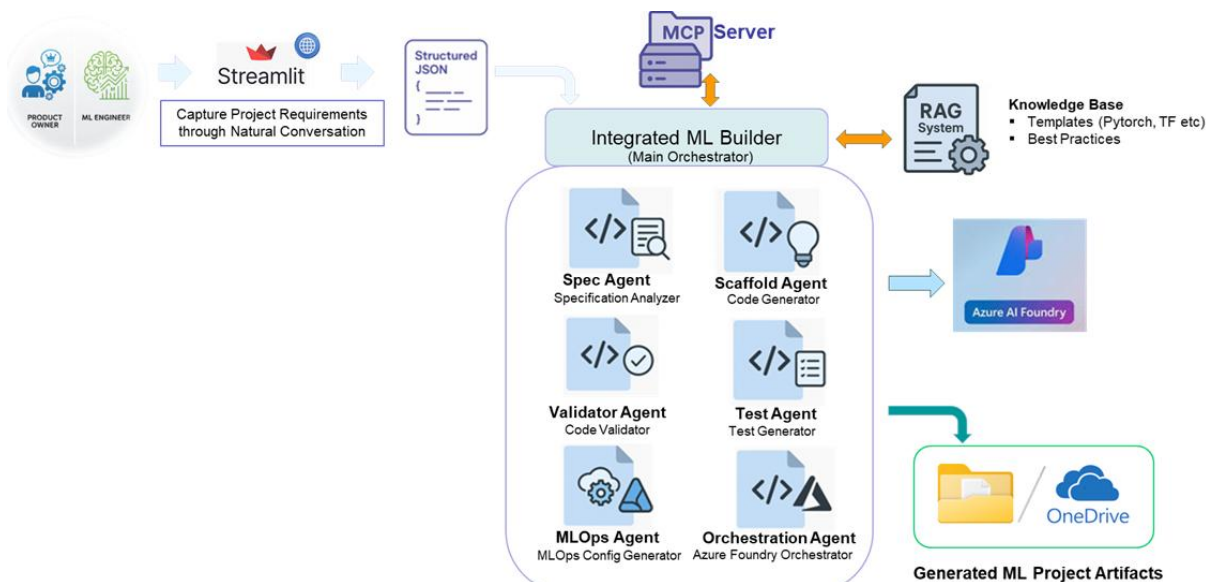 PRODUCT
OWNER
ML ENGINEER
Streamlit
Capture Project Requirements
through Natural Conversation
Structured
JSON
{
}
MCP Server
Integrated ML Builder
(Main Orchestrator)
RAG
System
Knowledge Base
▪ Templates (Pytorch, TF etc)
▪ Best Practices
</>
Spec Agent
Specification Analyzer
</>
Scaffold Agent
Code Generator
</>
Validator Agent
Code Validator
</>
Test Agent
Test Generator
MLOps Agent
MLOps Config Generator
</>
Orchestration Agent
Azure Foundry Orchestrator
Azure AI Foundry
OneDrive
Generated ML Project Artifacts